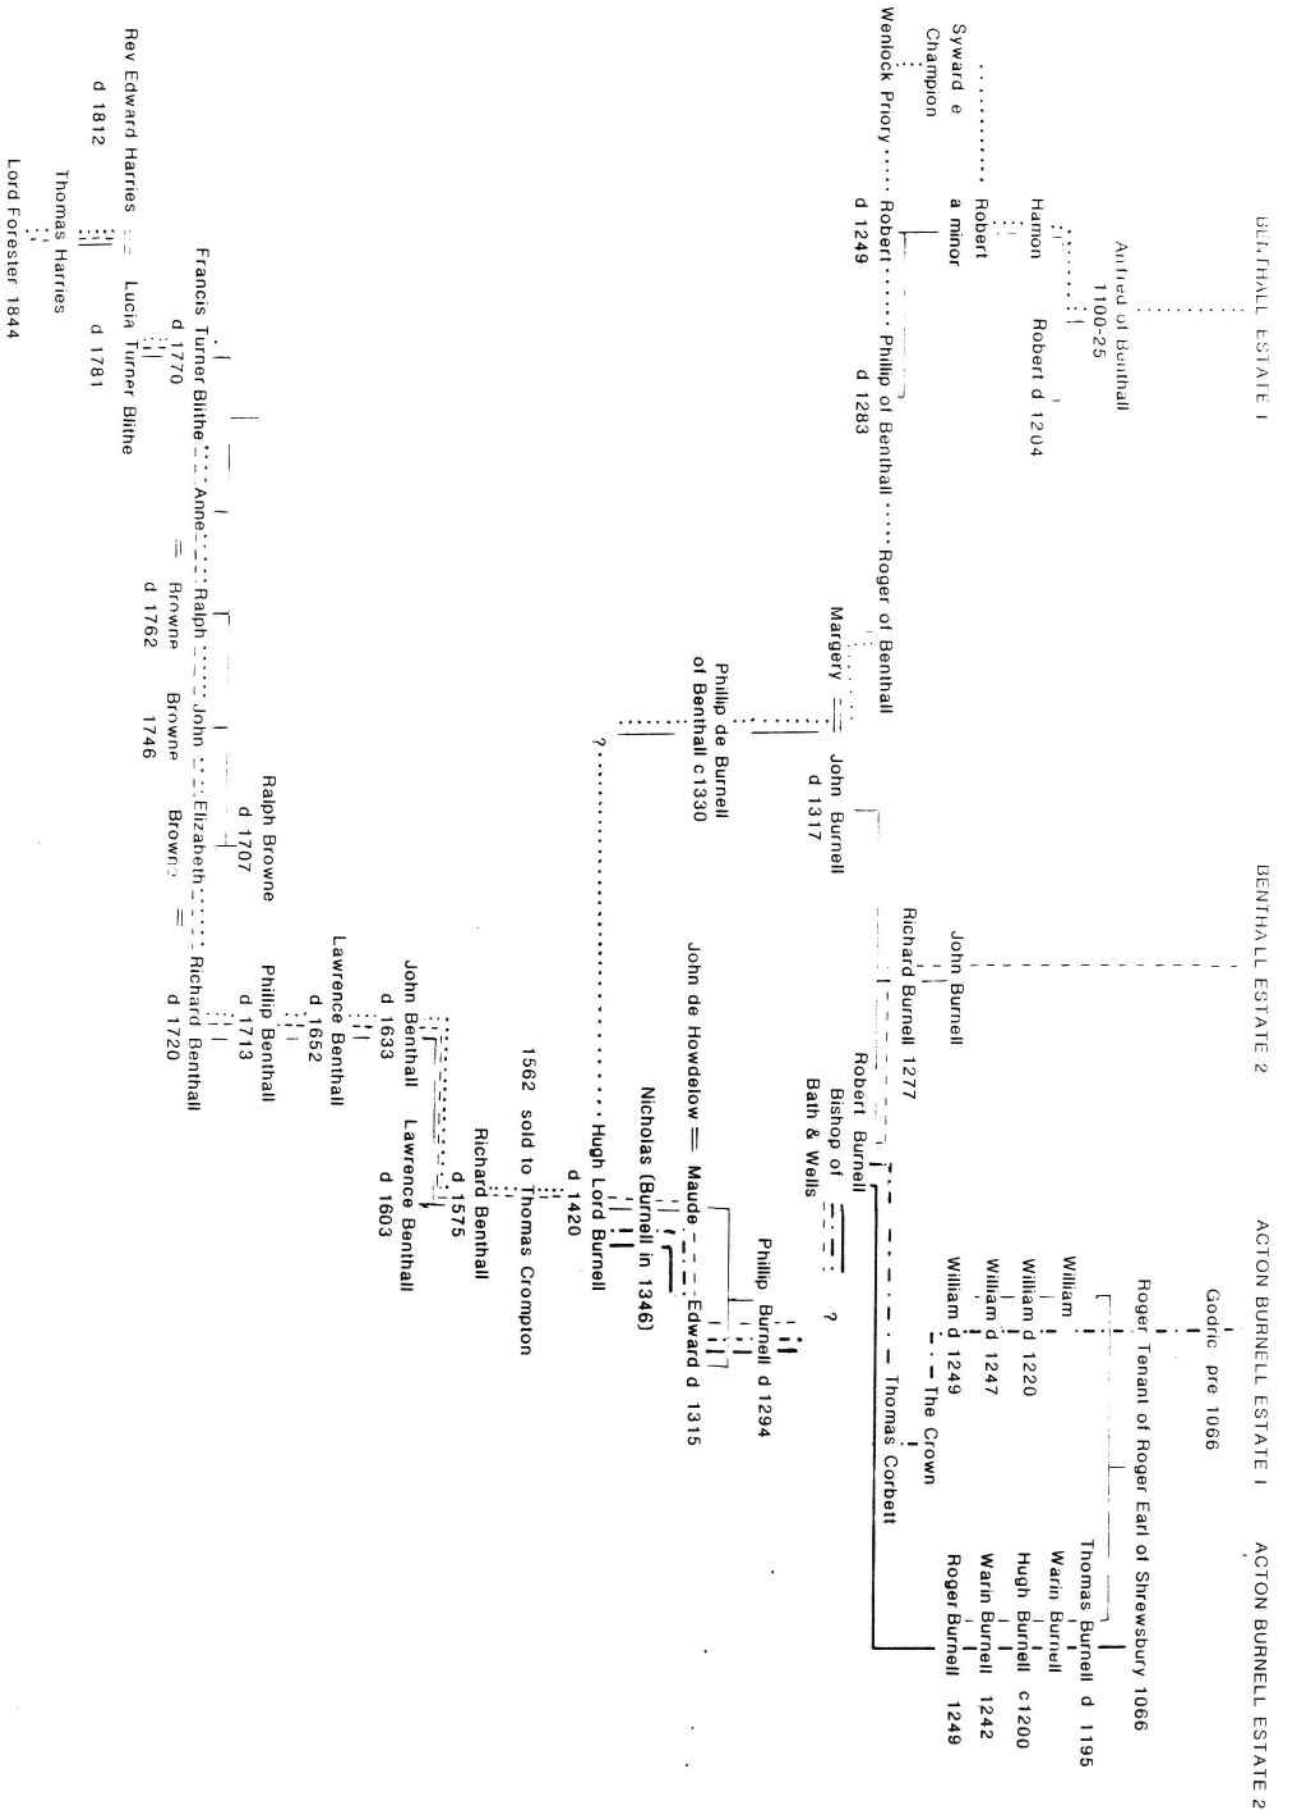 BENTHALL ESTATE 1
BENTHALL ESTATE 2
ACTON BURNELL ESTATE 1
ACTON BURNELL ESTATE 2
Godric pre 1066
Roger Tenant of Roger Earl of Shrewsbury 1066
Anfred of Benthall
1100-25
Thomas Burnell d 1195
William
Warin Burnell
Hamon
Robert d 1204
William d 1220
Hugh Burnell c1200
Robert
William d 1247
Warin Burnell 1242
Syward e
a minor
John Burnell
William d 1249
Roger Burnell 1249
Champion
The Crown
Richard Burnell 1277
Wenlock Priory
Robert
Phillip of Benthall
Roger of Benthall
Thomas Corbett
d 1249
d 1283
Robert Burnell
Bishop of
Bath & Wells
?
Margery = John Burnell
d 1317
Phillip Burnell d 1294
Phillip de Burnell
of Benthall c1330
John de Howdelow = Maude
Edward d 1315
Nicholas (Burnell in 1346)
?
Hugh Lord Burnell
d 1420
1562 sold to Thomas Crompton
Richard Benthall
d 1575
John Benthall
d 1633
Lawrence Benthall
d 1603
Lawrence Benthall
d 1652
Ralph Browne
d 1707
Phillip Benthall
d 1713
Francis Turner Blithe
Anne
Ralph
John
Elizabeth
Richard Benthall
d 1770
=
Browne
Browne
Browne
=
d 1720
d 1762
1746
Rev Edward Harries = Lucia Turner Blithe
d 1812
d 1781
Thomas Harries
Lord Forester 1844